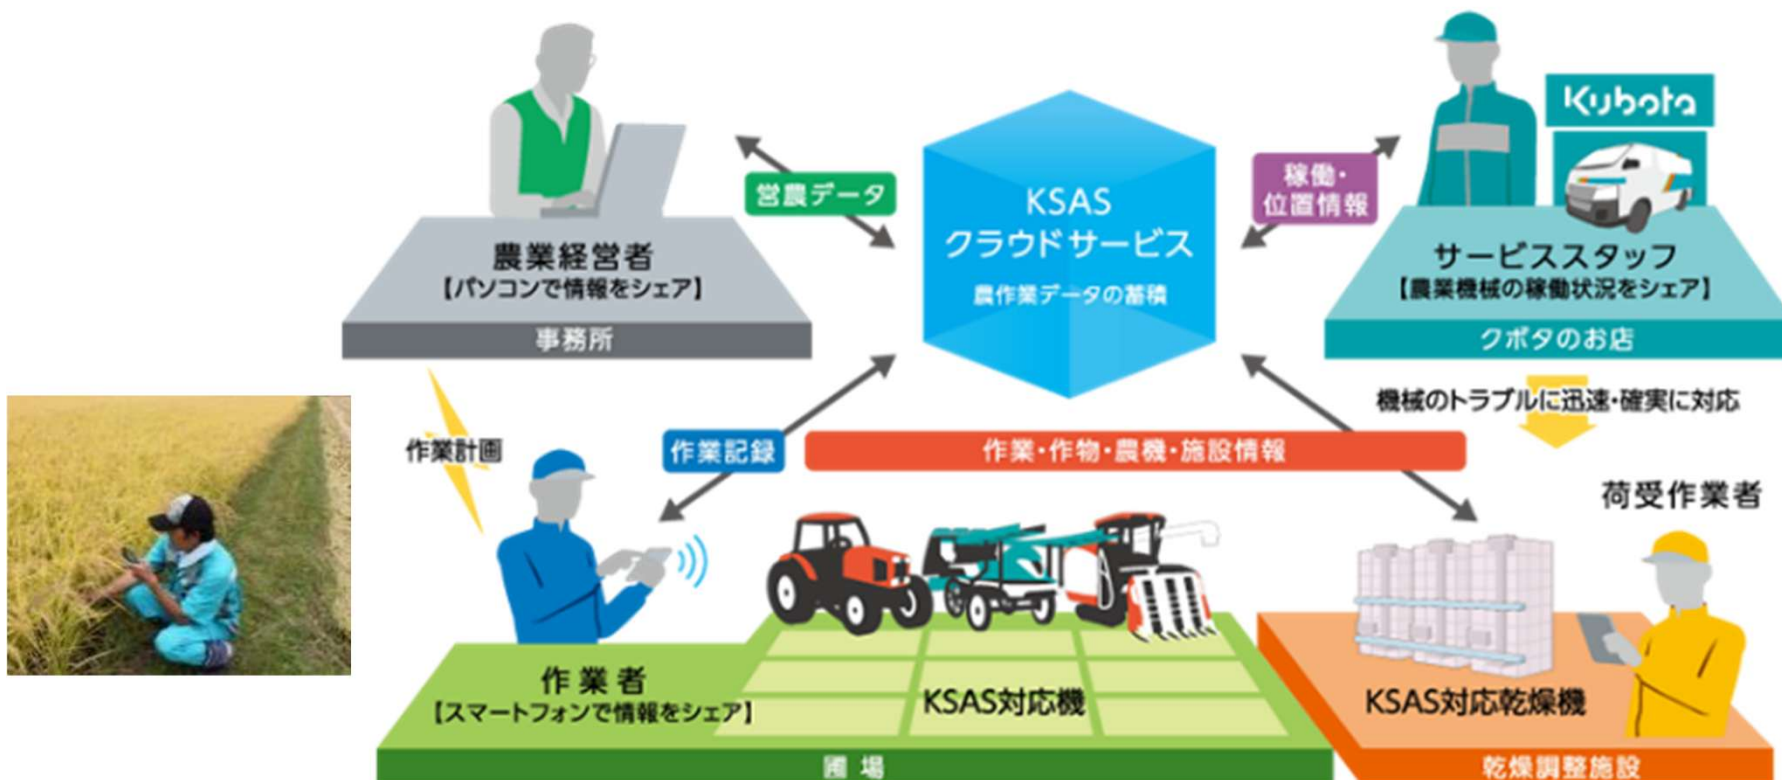 Kubota
営農データ
KSAS
クラウドサービス
農作業データの蓄積
稼働・
位置情報
農業経営者
【パソコンで情報をシェア】
事務所
サービススタッフ
【農業機械の稼働状況をシェア】
クボタのお店
機械のトラブルに迅速・確実に対応
作業計画
作業記録
作業・作物・農機・施設情報
荷受作業者
作業者
【スマートフォンで情報をシェア】
KSAS対応機
KSAS対応乾燥機
圃場
乾燥調整施設